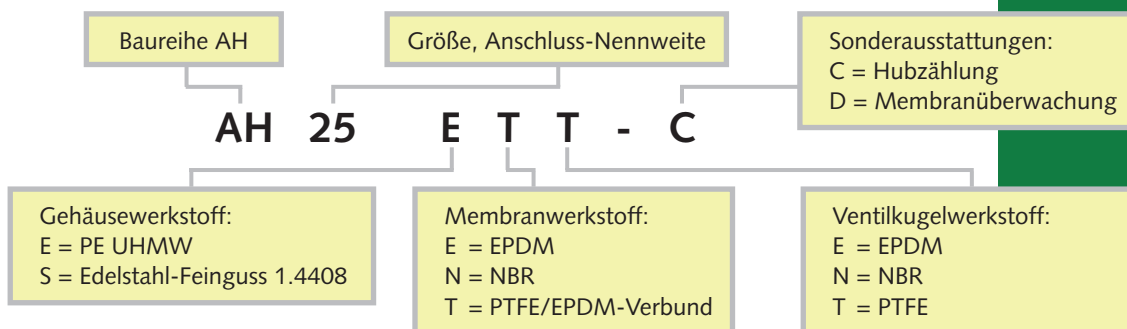 Baureihe AH
Größe, Anschluss-Nennweite
Sonderausstattungen:
C = Hubzählung
D = Membranüberwachung
AH 25 E T T - C
Gehäusewerkstoff:
E = PE UHMW
S = Edelstahl-Feinguss 1.4408
Membranwerkstoff:
E = EPDM
N = NBR
T = PTFE/EPDM-Verbund
Ventilkugelwerkstoff:
E = EPDM
N = NBR
T = PTFE